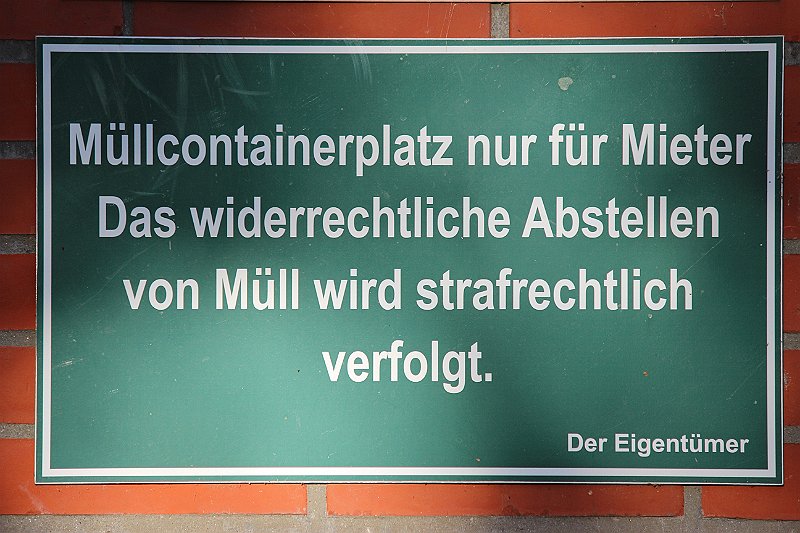 Müllcontainerplatz nur für Mieter
Das widerrechtliche Abstellen
von Müll wird strafrechtlich
verfolgt.
Der Eigentümer